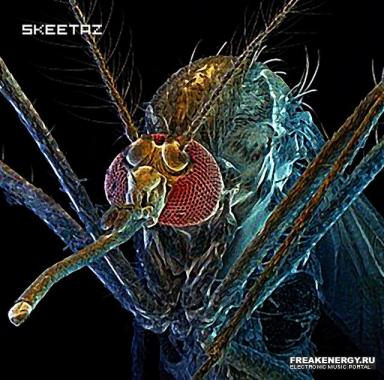 SKEETAZ
FREAKENERGY.RU
ELECTRONIC MUSIC PORTAL